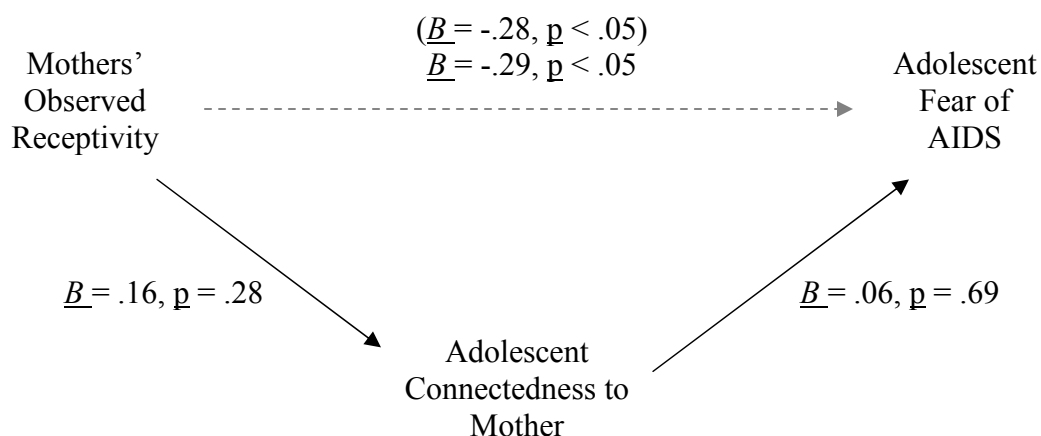 (B = -.28, p < .05)
B = -.29, p < .05
Mothers’
Observed
Receptivity
Adolescent
Fear of
AIDS
B = .16, p = .28
B = .06, p = .69
Adolescent
Connectedness to
Mother